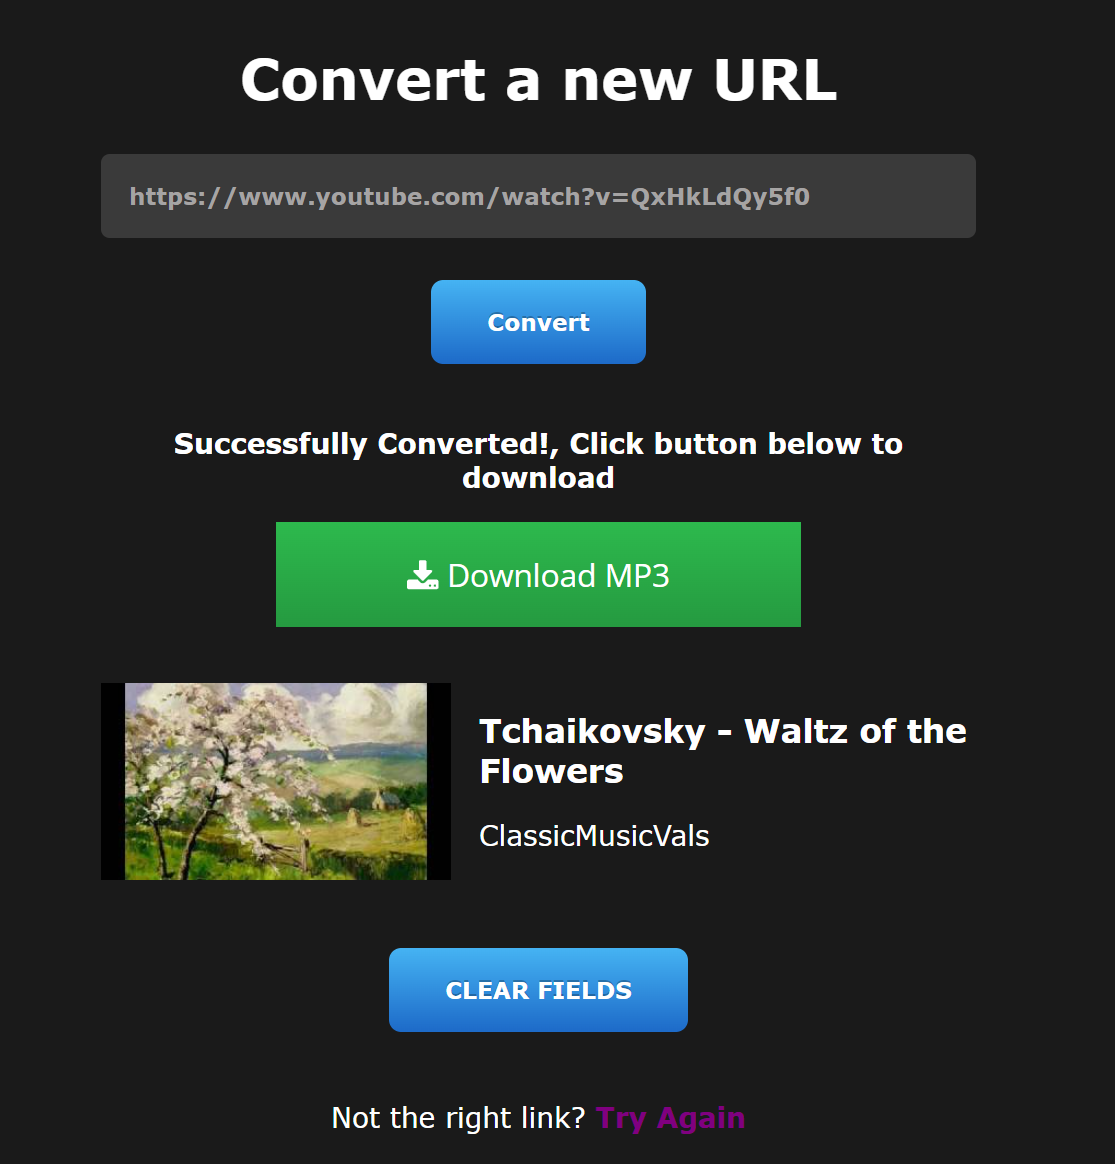 Convert a new URL
https://www.youtube.com/watch?v=QxHkLdQy5f0
Convert
Successfully Converted!, Click button below to
download
Download MP3
Tchaikovsky – Waltz of the
Flowers
ClassicMusicVals
CLEAR FIELDS
Not the right link? Try Again